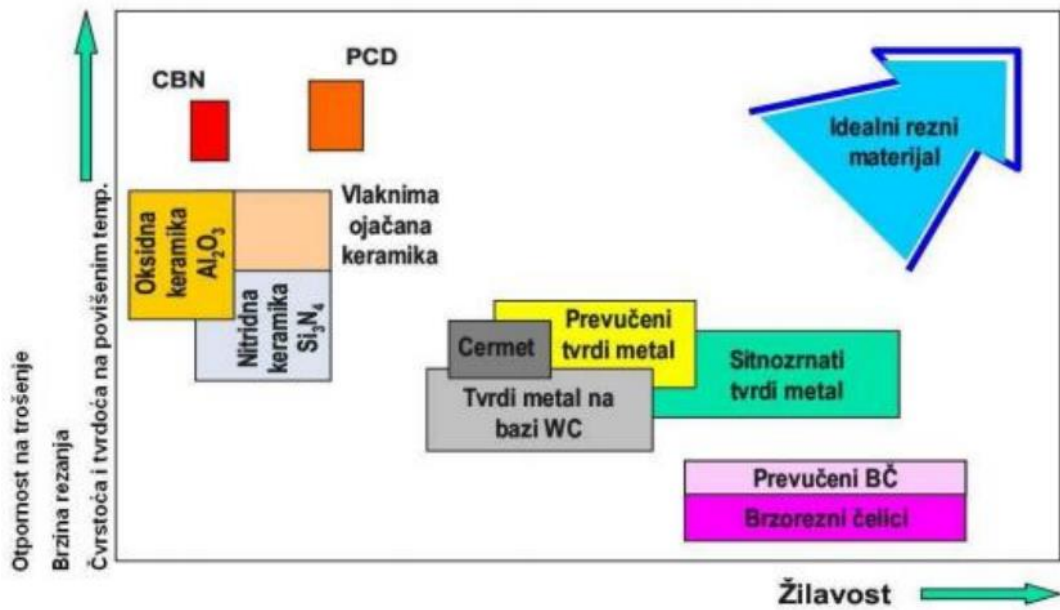 Otpornost na trošenje
Brzina rezanja
Čvrstoća i tvrdoća na povišenim temp.
CBN
PCD
Idealni rezni
materijal
Oksidna
keramika
Al₂O₃
Vlaknima
ojačana
keramika
Nitridna
keramika
Si₃N₄
Cermet
Prevučeni
tvrdi metal
Sitnozrnati
tvrdi metal
Tvrdi metal na
bazi WC
Prevučeni BČ
Brzorezni čelici
Žilavost